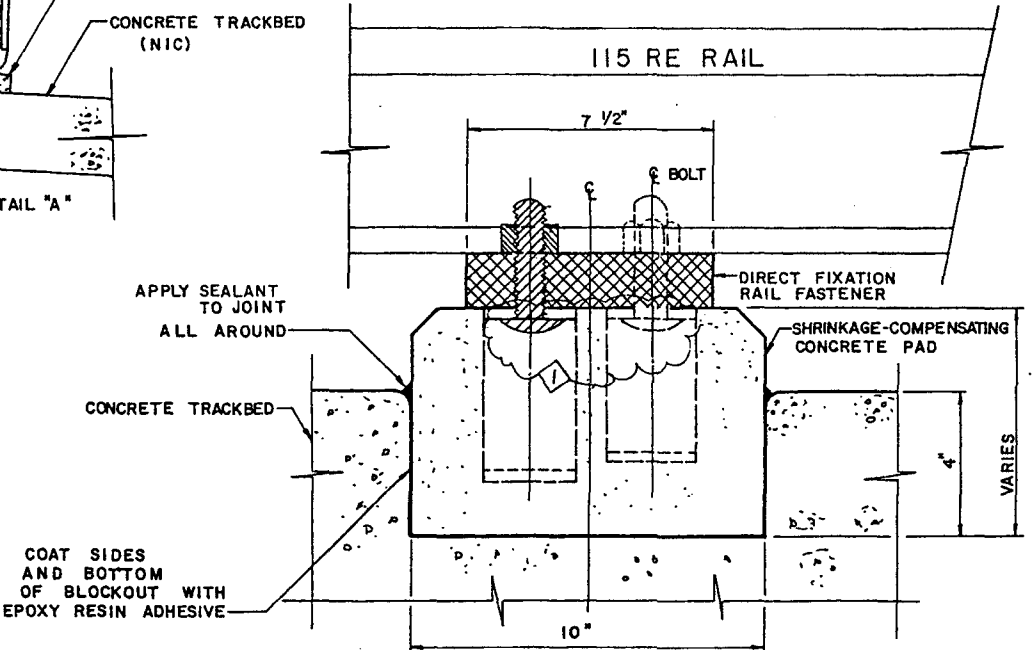 CONCRETE TRACKBED
(NIC)
115 RE RAIL
7 1/2"
TAIL "A"
℄
℄ BOLT
APPLY SEALANT
TO JOINT
ALL AROUND
DIRECT FIXATION
RAIL FASTENER
SHRINKAGE-COMPENSATING
CONCRETE PAD
1
CONCRETE TRACKBED
4"
VARIES
COAT SIDES
AND BOTTOM
OF BLOCKOUT WITH
EPOXY RESIN ADHESIVE
10"